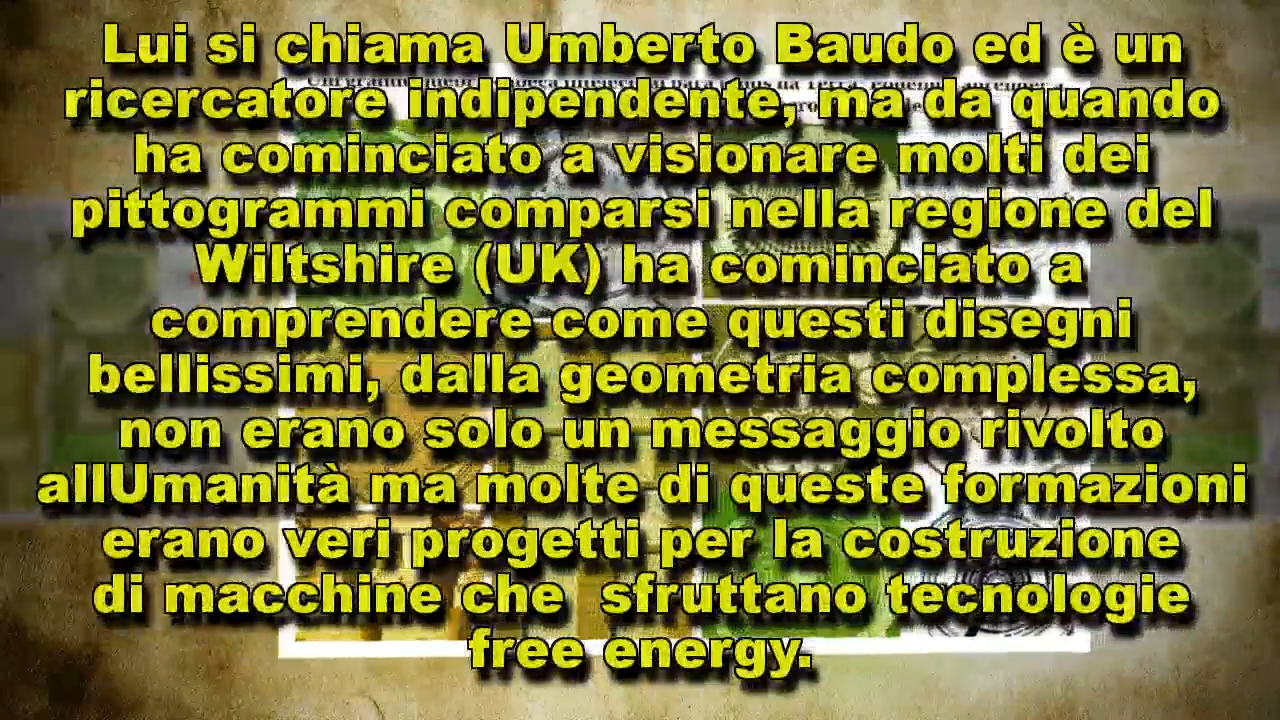 Lui si chiama Umberto Baudo ed è un
ricercatore indipendente, ma da quando
ha cominciato a visionare molti dei
pittogrammi comparsi nella regione del
Wiltshire (UK) ha cominciato a
comprendere come questi disegni
bellissimi, dalla geometria complessa,
non erano solo un messaggio rivolto
allUmanità ma molte di queste formazioni
erano veri progetti per la costruzione
di macchine che sfruttano tecnologie
free energy.